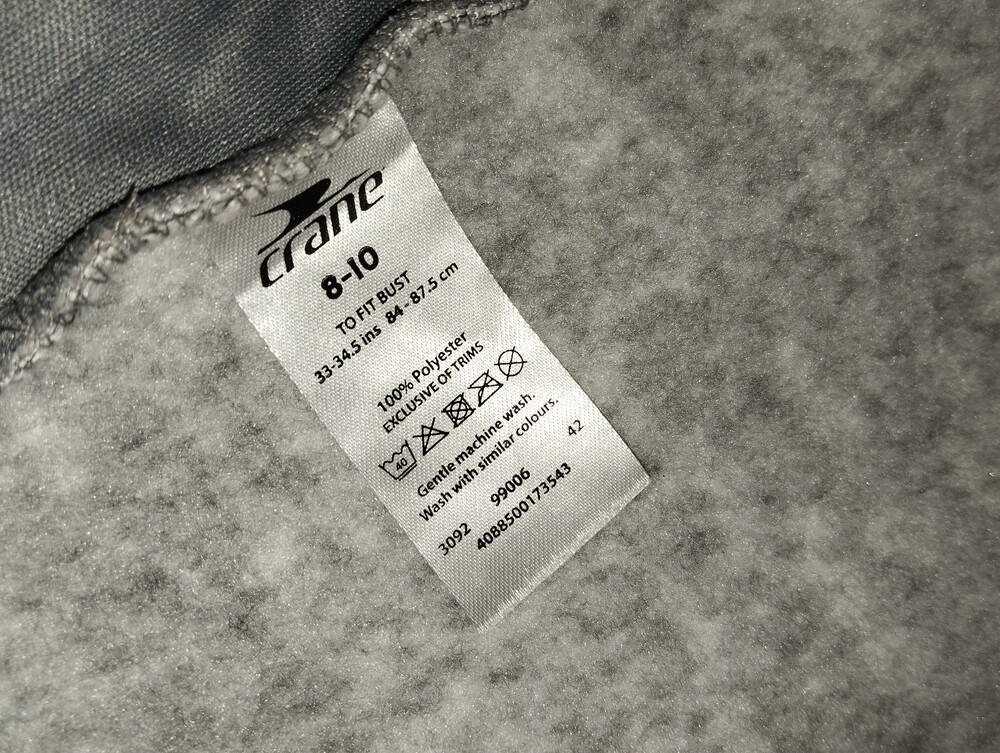 crane
8-10
TO FIT BUST
33-34.5 ins 84 - 87.5 cm
100% Polyester
EXCLUSIVE OF TRIMS
40
Gentle machine wash.
Wash with similar colours.
42
3092 99006
4088500173543